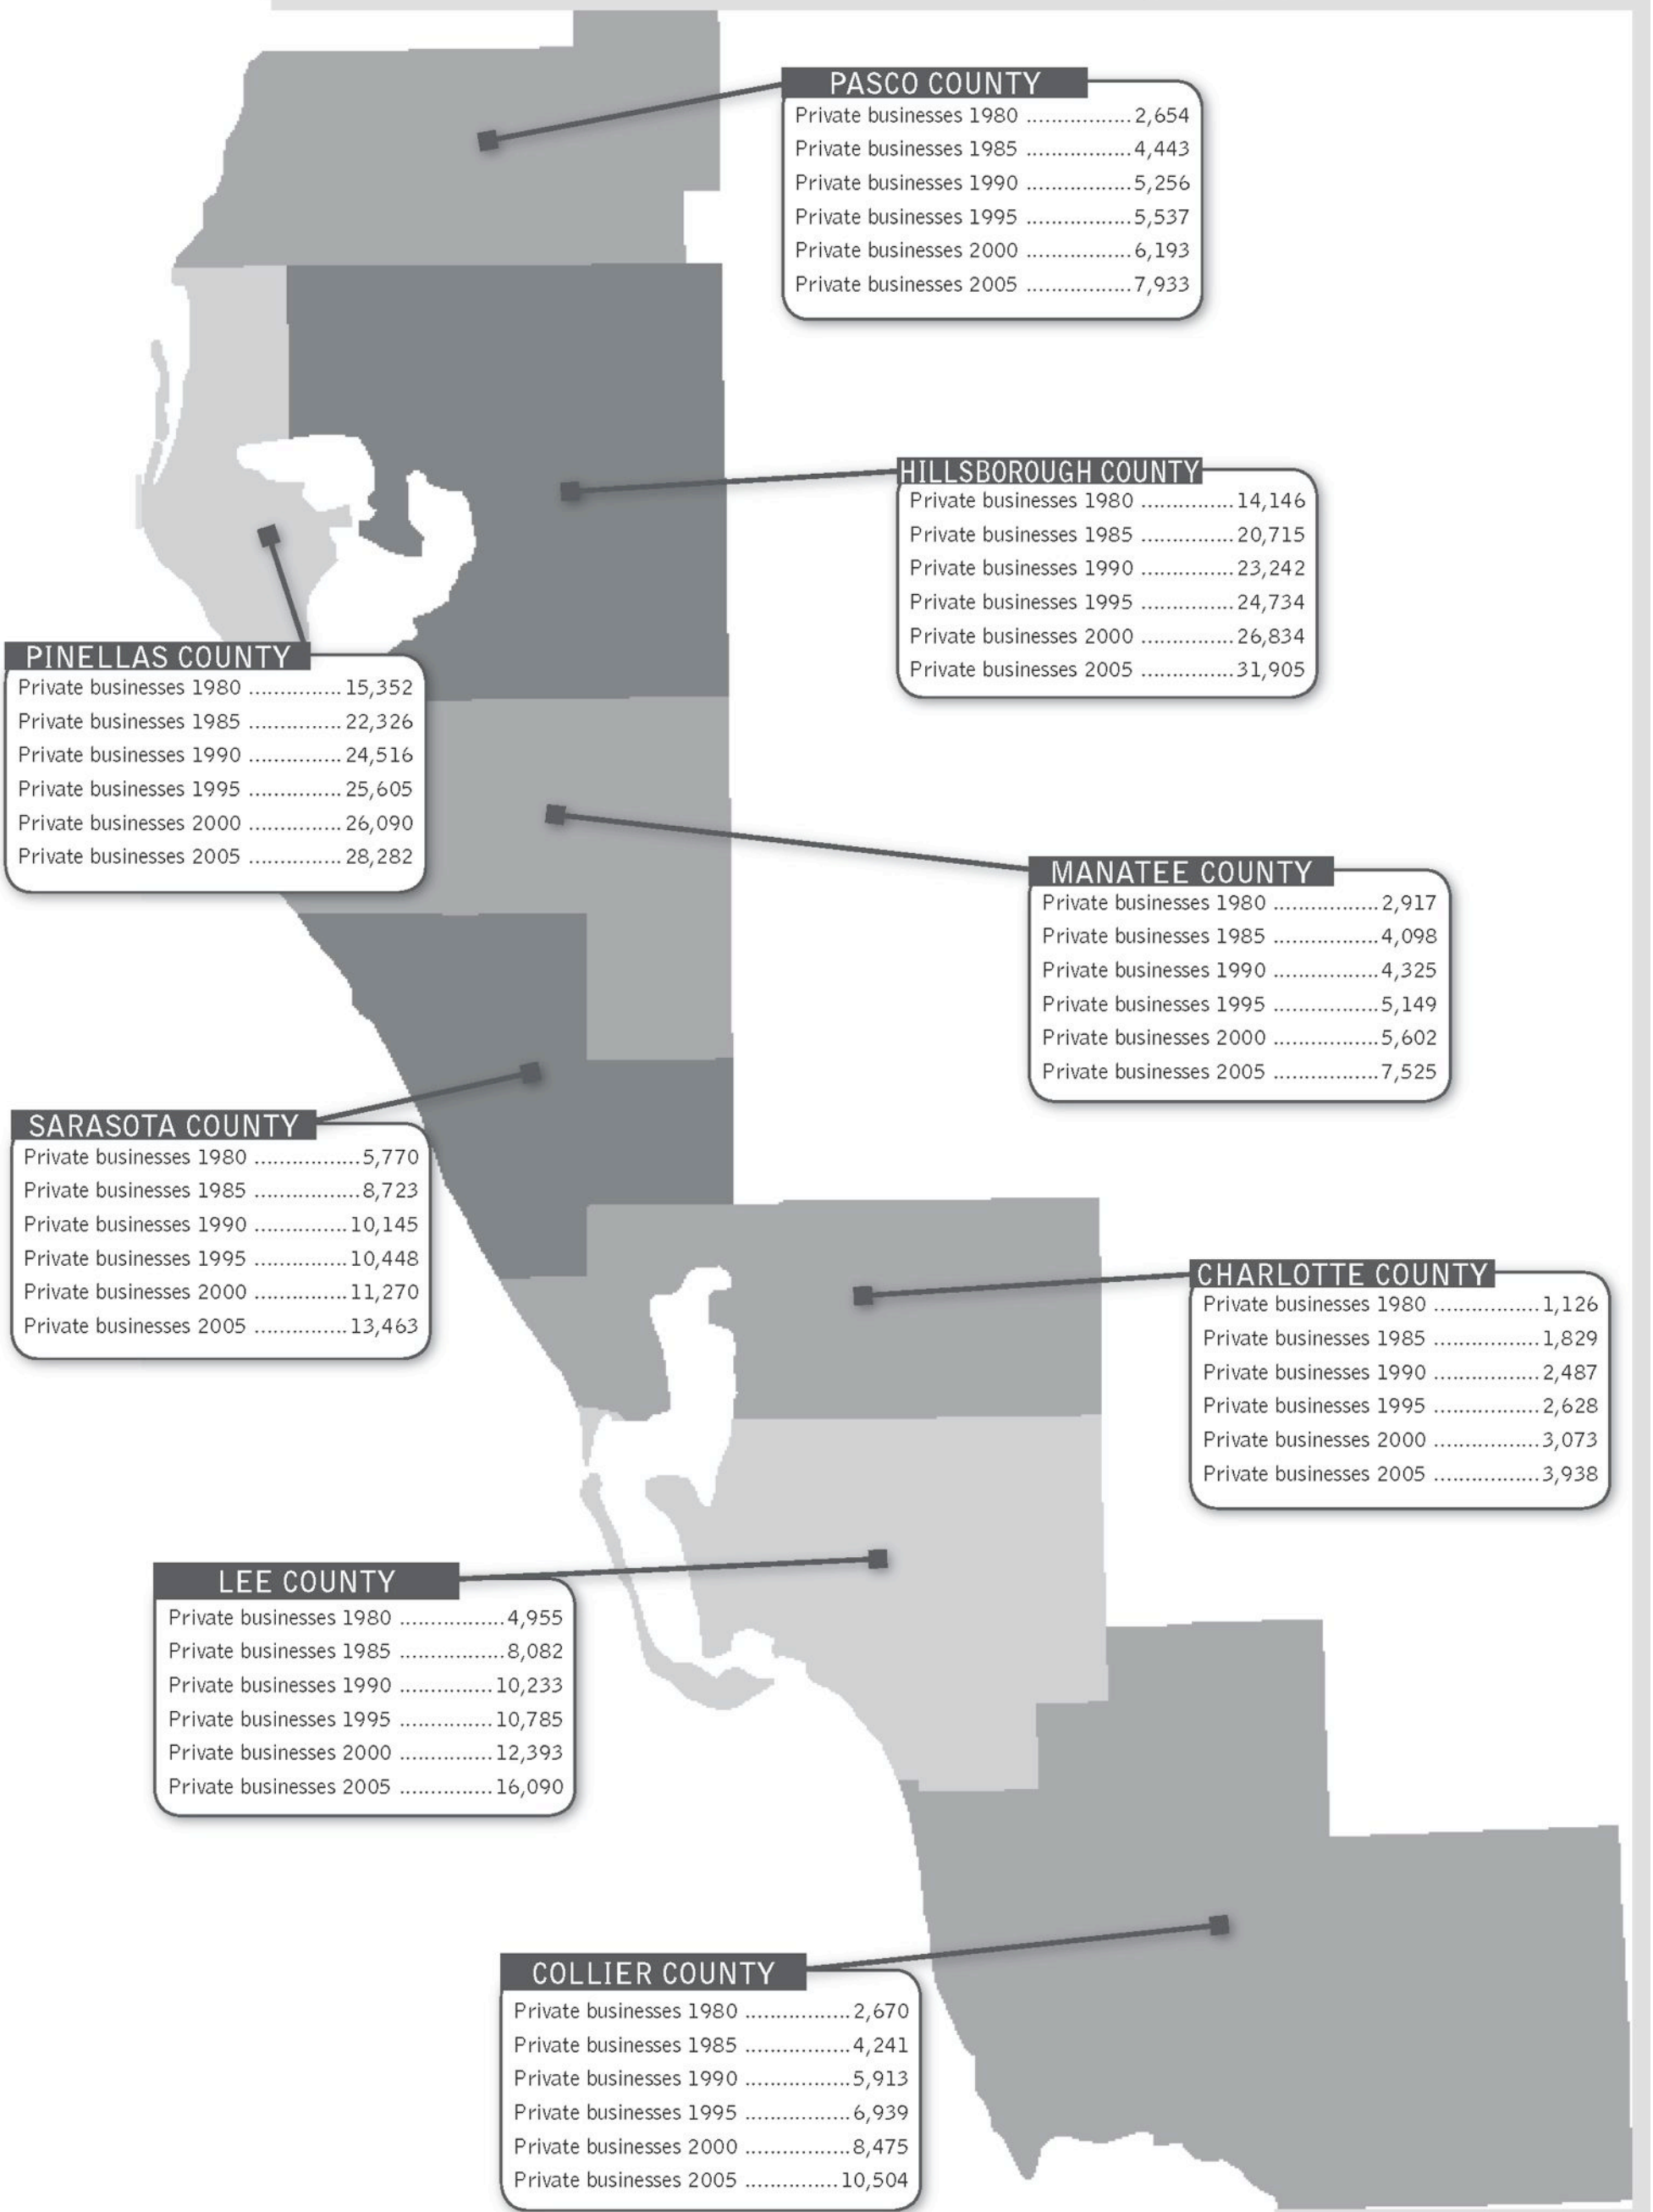 PASCO COUNTY
Private businesses 1980 .................2,654
Private businesses 1985 .................4,443
Private businesses 1990 .................5,256
Private businesses 1995 .................5,537
Private businesses 2000 .................6,193
Private businesses 2005 .................7,933
HILLSBOROUGH COUNTY
Private businesses 1980 ...............14,146
Private businesses 1985 ...............20,715
Private businesses 1990 ...............23,242
Private businesses 1995 ...............24,734
Private businesses 2000 ...............26,834
Private businesses 2005 ...............31,905
PINELLAS COUNTY
Private businesses 1980 ...............15,352
Private businesses 1985 ...............22,326
Private businesses 1990 ...............24,516
Private businesses 1995 ...............25,605
Private businesses 2000 ...............26,090
Private businesses 2005 ...............28,282
MANATEE COUNTY
Private businesses 1980 .................2,917
Private businesses 1985 .................4,098
Private businesses 1990 .................4,325
Private businesses 1995 .................5,149
Private businesses 2000 .................5,602
Private businesses 2005 .................7,525
SARASOTA COUNTY
Private businesses 1980 .................5,770
Private businesses 1985 .................8,723
Private businesses 1990 ...............10,145
Private businesses 1995 ...............10,448
Private businesses 2000 ...............11,270
Private businesses 2005 ...............13,463
CHARLOTTE COUNTY
Private businesses 1980 .................1,126
Private businesses 1985 .................1,829
Private businesses 1990 .................2,487
Private businesses 1995 .................2,628
Private businesses 2000 .................3,073
Private businesses 2005 .................3,938
LEE COUNTY
Private businesses 1980 .................4,955
Private businesses 1985 .................8,082
Private businesses 1990 ...............10,233
Private businesses 1995 ...............10,785
Private businesses 2000 ...............12,393
Private businesses 2005 ...............16,090
COLLIER COUNTY
Private businesses 1980 .................2,670
Private businesses 1985 .................4,241
Private businesses 1990 .................5,913
Private businesses 1995 .................6,939
Private businesses 2000 .................8,475
Private businesses 2005 ...............10,504